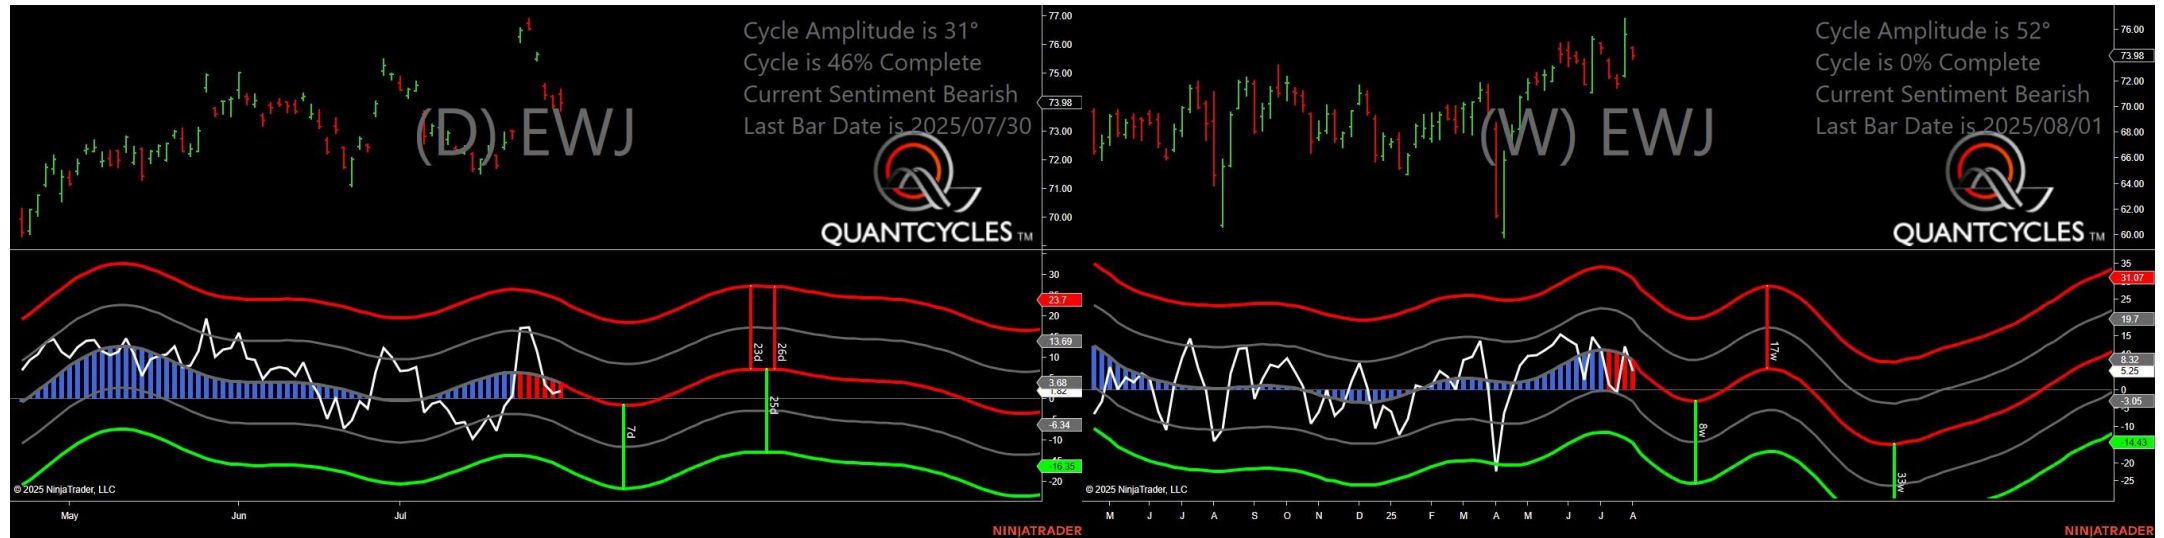 Cycle Amplitude is 31°
Cycle is 46% Complete
Current Sentiment Bearish
Last Bar Date is 2025/07/30
(D) EWJ
QUANTCYCLES TM
77.00
76.00
75.00
73.98
73.00
72.00
71.00
70.00
30
23.7
20
13.69
10
3.68
1.82
-6.34
-10
-16.35
-20
7d
23d
26d
25d
© 2025 NinjaTrader, LLC
May
Jun
Jul
NINJATRADER
Cycle Amplitude is 52°
Cycle is 0% Complete
Current Sentiment Bearish
Last Bar Date is 2025/08/01
(W) EWJ
QUANTCYCLES TM
76.00
73.98
72.00
70.00
68.00
66.00
64.00
62.00
60.00
35
31.07
25
19.7
15
8.32
5.25
0
-3.05
-10
-14.43
-20
-25
8w
17w
33w
© 2025 NinjaTrader, LLC
M J J A S O N D 25 F M A M J J A
NINJATRADER